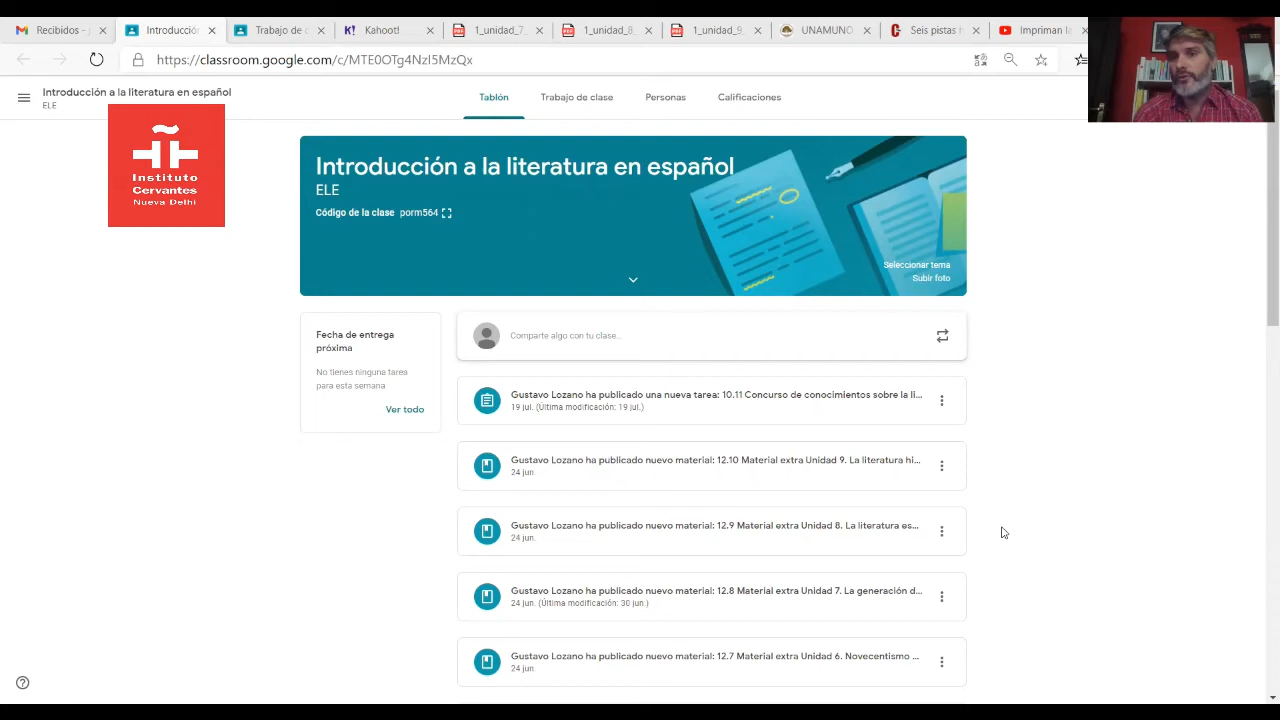 Recibidos - j
Introducció
Trabajo de c
Kahoot!
1_unidad_7_
1_unidad_8_
1_unidad_9_
UNAMUNO
Seis pistas f
Impriman la
https://classroom.google.com/c/MTE0OTg4NzI5MzQx
Introducción a la literatura en español
ELE
Tablón
Trabajo de clase
Personas
Calificaciones
Instituto
Cervantes
Nueva Delhi
Introducción a la literatura en español
ELE
Código de la clase porm564
Seleccionar tema
Subir foto
Fecha de entrega
próxima
No tienes ninguna tarea
para esta semana
Ver todo
Comparte algo con tu clase...
Gustavo Lozano ha publicado una nueva tarea: 10.11 Concurso de conocimientos sobre la li...
19 jul. (Última modificación: 19 jul.)
Gustavo Lozano ha publicado nuevo material: 12.10 Material extra Unidad 9. La literatura hi...
24 jun.
Gustavo Lozano ha publicado nuevo material: 12.9 Material extra Unidad 8. La literatura es...
24 jun.
Gustavo Lozano ha publicado nuevo material: 12.8 Material extra Unidad 7. La generación d...
24 jun. (Última modificación: 30 jun.)
Gustavo Lozano ha publicado nuevo material: 12.7 Material extra Unidad 6. Novecentismo ...
24 jun.